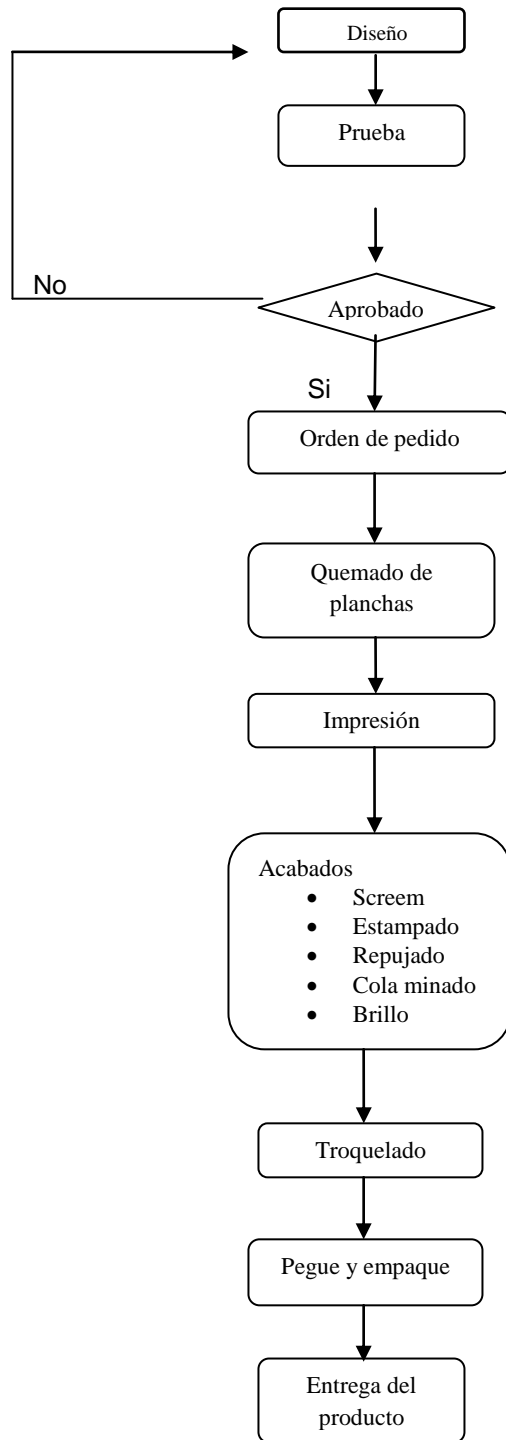 Diseño
Prueba
No
Aprobado
Si
Orden de pedido
Quemado de
planchas
Impresión
Acabados
• Screem
• Estampado
• Repujado
• Cola minado
• Brillo
Troquelado
Pegue y empaque
Entrega del
producto